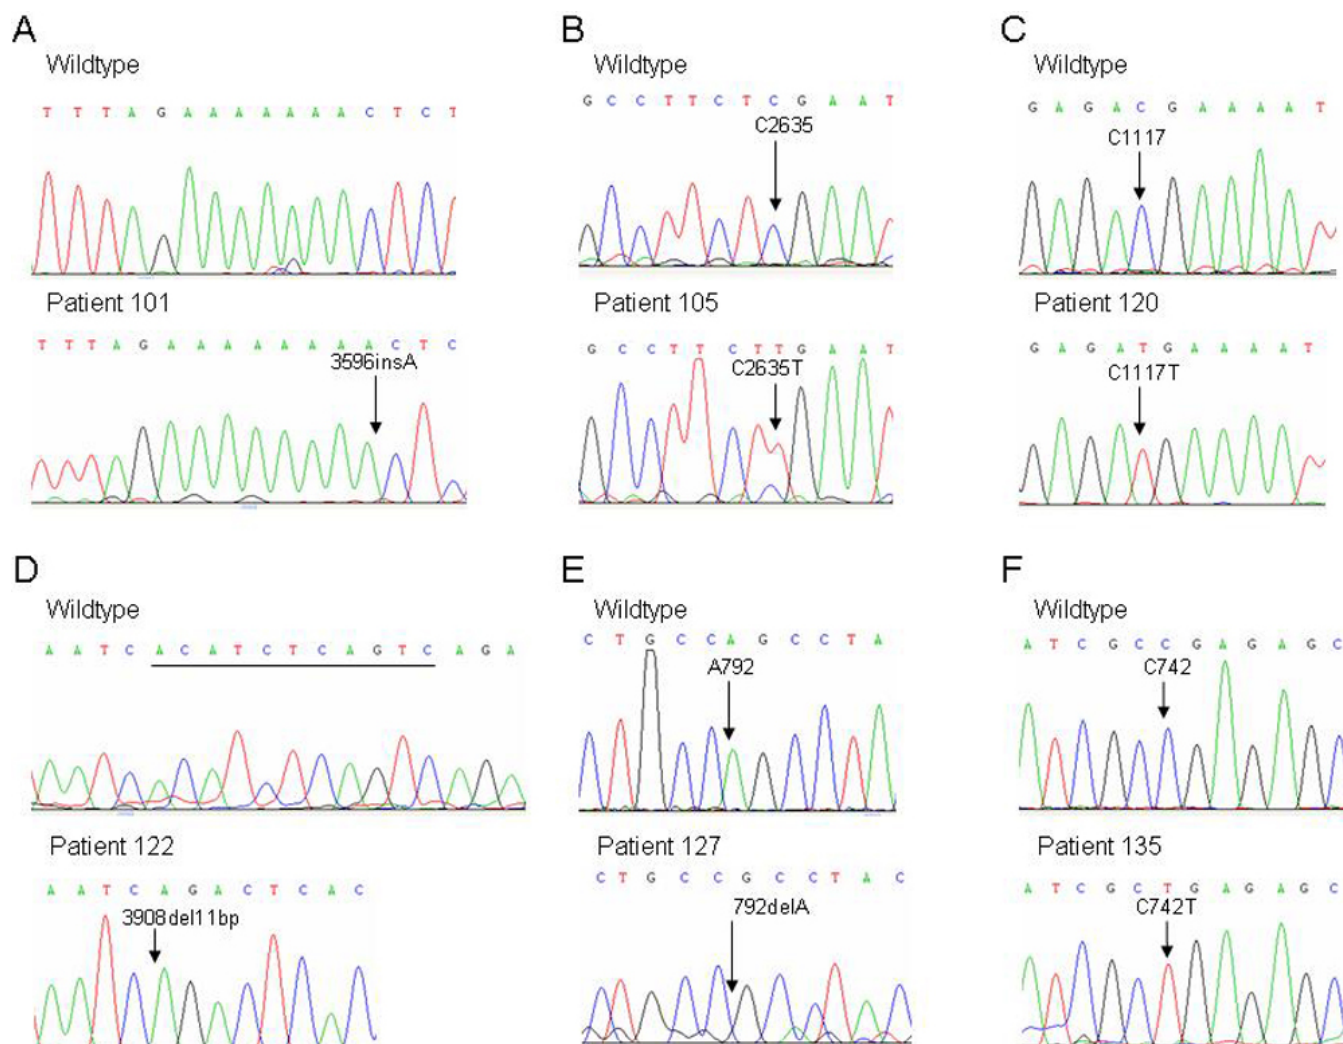 A
Wildtype
T T T A G A A A A A A A C T C T
Patient 101
T T T A G A A A A A A A A C T C
3596insA
B
Wildtype
G C C T T C T C G A A T
C2635
Patient 105
G C C T T C T T G A A T
C2635T
C
Wildtype
G A G A C G A A A A T
C1117
Patient 120
G A G A T G A A A A T
C1117T
D
Wildtype
A A T C A C A T C T C A G T C A G A
Patient 122
A A T C A G A C T C A C
3908del11bp
E
Wildtype
C T G C C A G C C T A
A792
Patient 127
C T G C C G C C T A C
792delA
F
Wildtype
A T C G C C G A G A G C
C742
Patient 135
A T C G C T G A G A G C
C742T